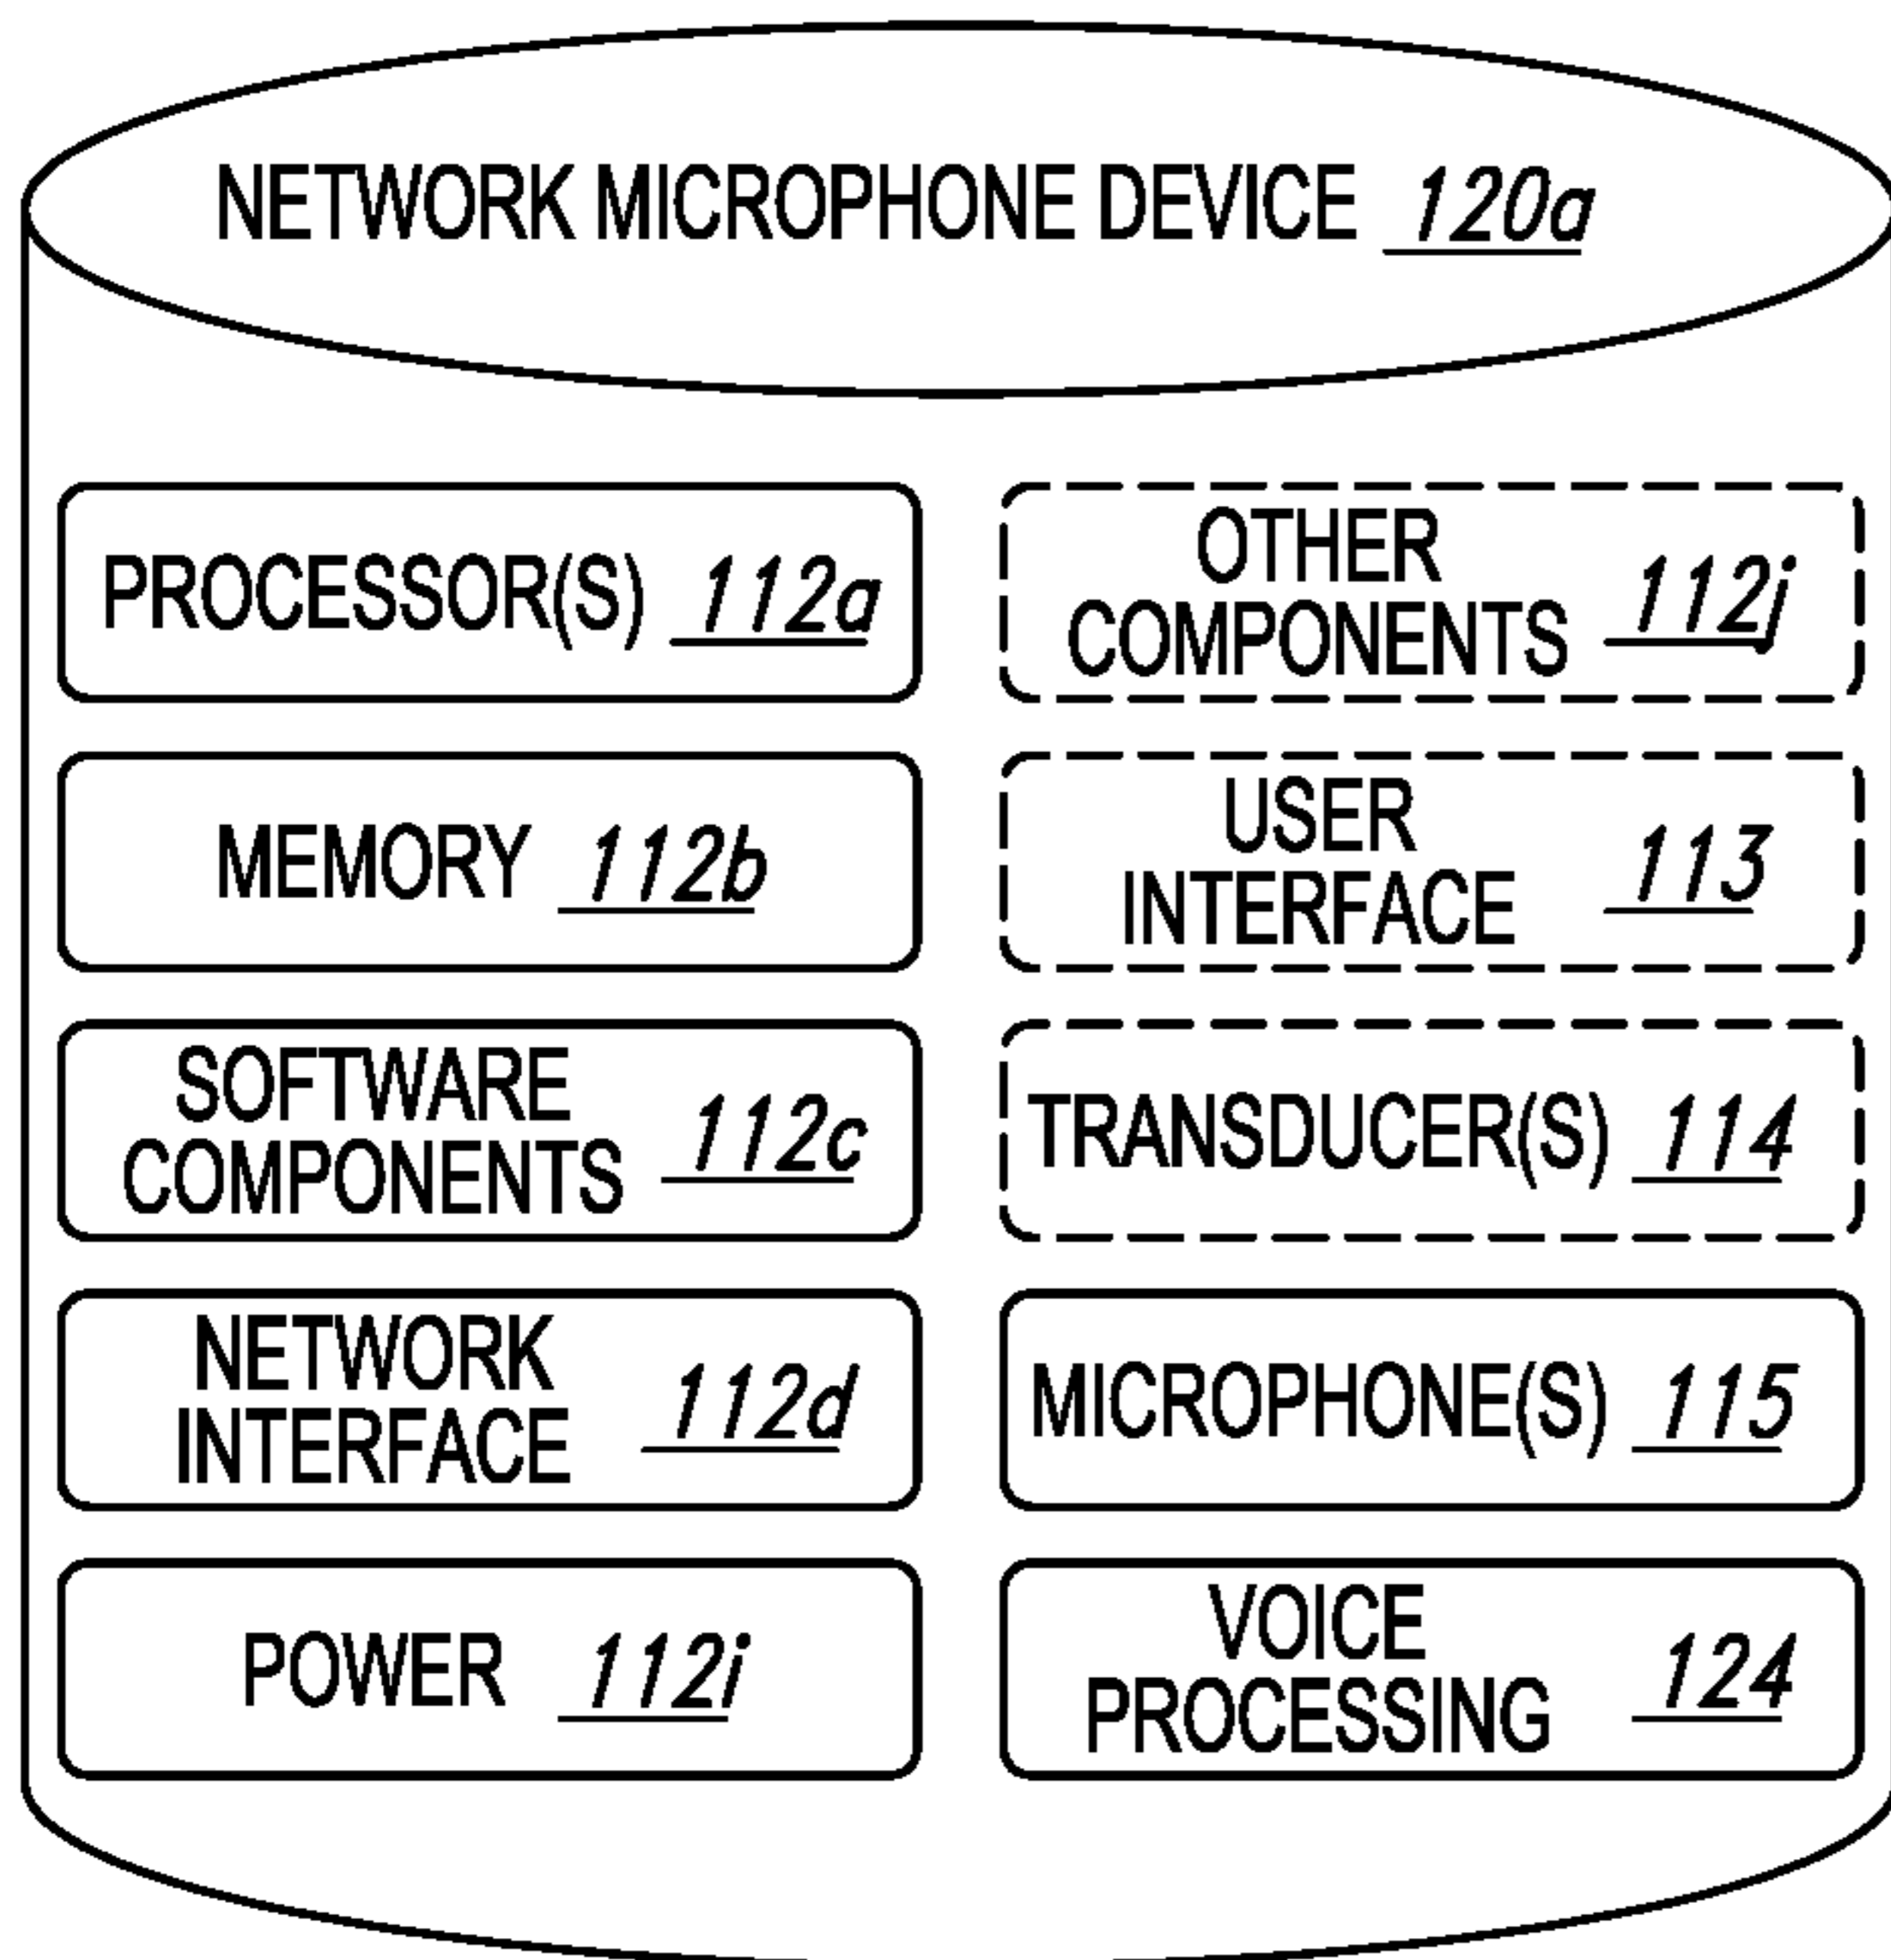 NETWORK MICROPHONE DEVICE 120a
PROCESSOR(S) 112a
MEMORY 112b
SOFTWARE
COMPONENTS 112c
NETWORK
INTERFACE 112d
POWER 112i
OTHER
COMPONENTS 112j
USER
INTERFACE 113
TRANSDUCER(S) 114
MICROPHONE(S) 115
VOICE
PROCESSING 124